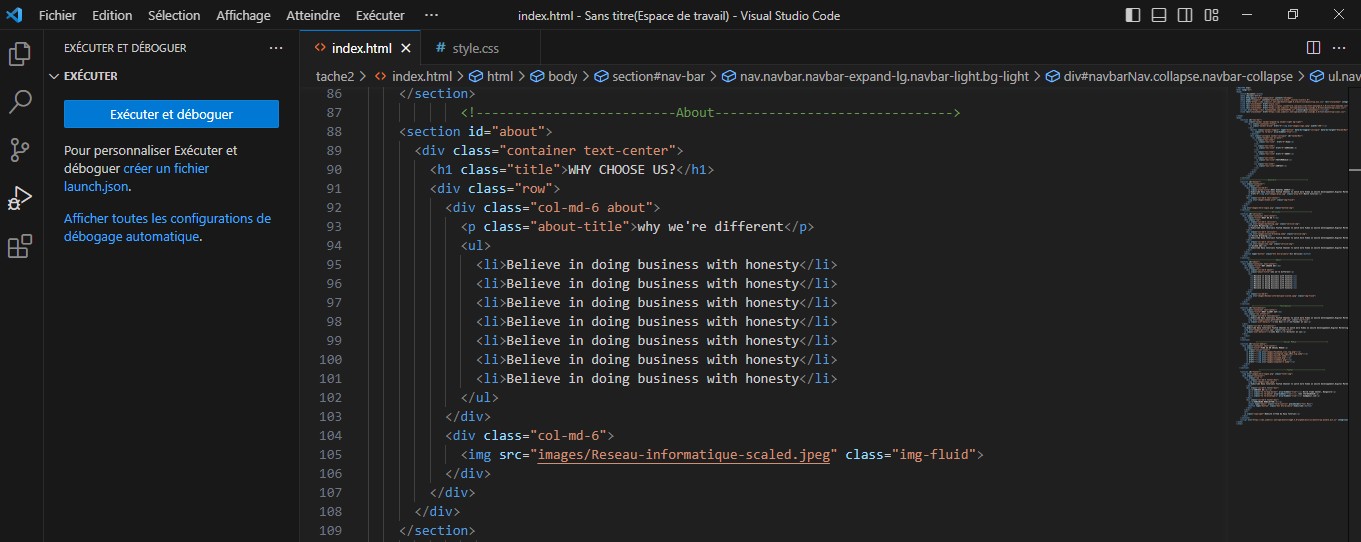 Fichier Edition Sélection Affichage Atteindre Exécuter ··· index.html - Sans titre(Espace de travail) - Visual Studio Code
EXÉCUTER ET DÉBOGUER ···
EXÉCUTER
Exécuter et déboguer
Pour personnaliser Exécuter et
déboguer créer un fichier
launch.json.
Afficher toutes les configurations de
débogage automatique.
<> index.html × # style.css ···
tache2 > <> index.html > html > body > section#nav-bar > nav.navbar.navbar-expand-lg.navbar-light.bg-light > div#navbarNav.collapse.navbar-collapse > ul.nav
86 </section>
87 <!--------------------------About------------------------------->
88 <section id="about">
89 <div class="container text-center">
90 <h1 class="title">WHY CHOOSE US?</h1>
91 <div class="row">
92 <div class="col-md-6 about">
93 <p class="about-title">why we're different</p>
94 <ul>
95 <li>Believe in doing business with honesty</li>
96 <li>Believe in doing business with honesty</li>
97 <li>Believe in doing business with honesty</li>
98 <li>Believe in doing business with honesty</li>
99 <li>Believe in doing business with honesty</li>
100 <li>Believe in doing business with honesty</li>
101 <li>Believe in doing business with honesty</li>
102 </ul>
103 </div>
104 <div class="col-md-6">
105 <img src="images/Reseau-informatique-scaled.jpeg" class="img-fluid">
106 </div>
107 </div>
108 </div>
109 </section>